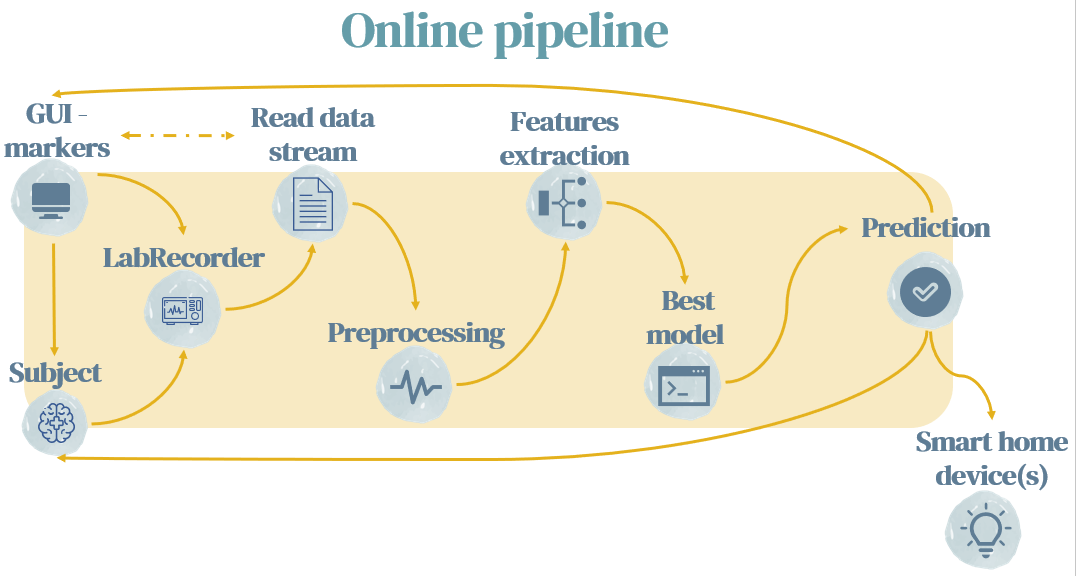 Online pipeline
GUI -
markers
Read data
stream
Features
extraction
Prediction
LabRecorder
Best
model
Preprocessing
Subject
Smart home
device(s)